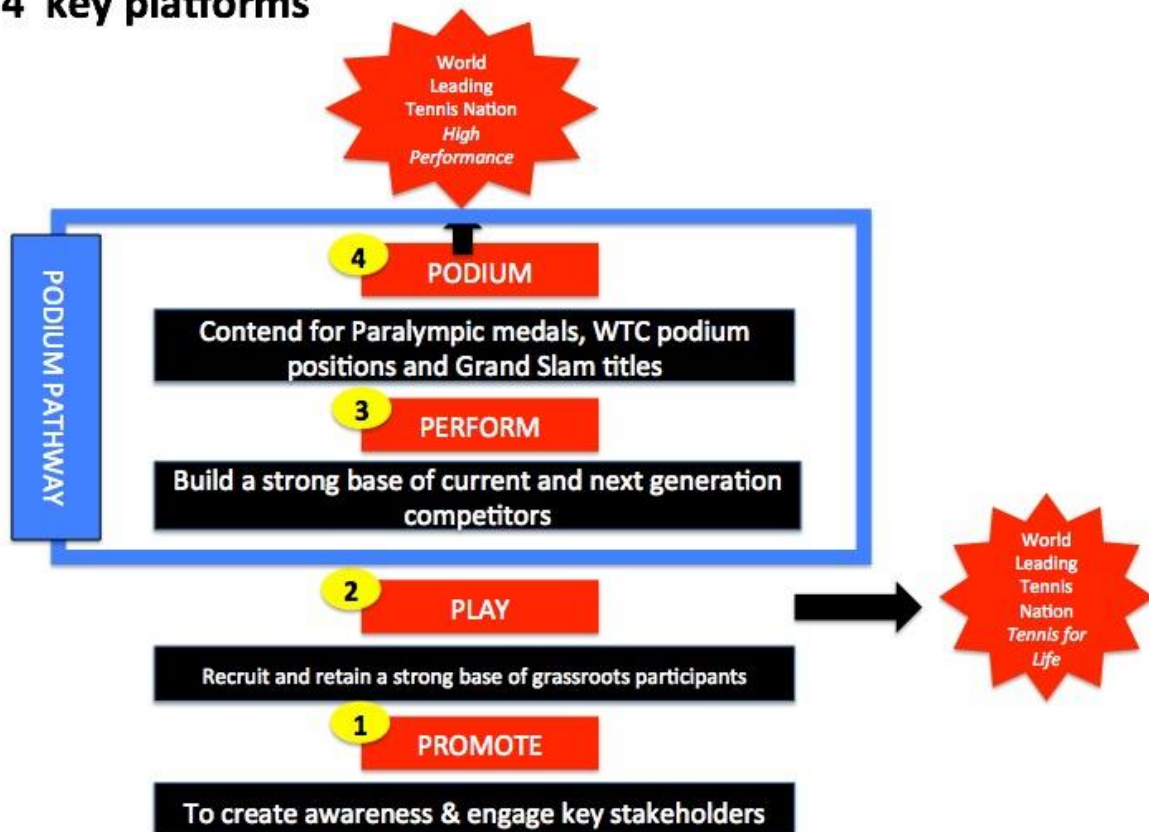 4 key platforms
World
Leading
Tennis Nation
High
Performance
PODIUM PATHWAY
4
PODIUM
Contend for Paralympic medals, WTC podium
positions and Grand Slam titles
3
PERFORM
Build a strong base of current and next generation
competitors
2
PLAY
World
Leading
Tennis
Nation
Tennis for
Life
Recruit and retain a strong base of grassroots participants
1
PROMOTE
To create awareness & engage key stakeholders